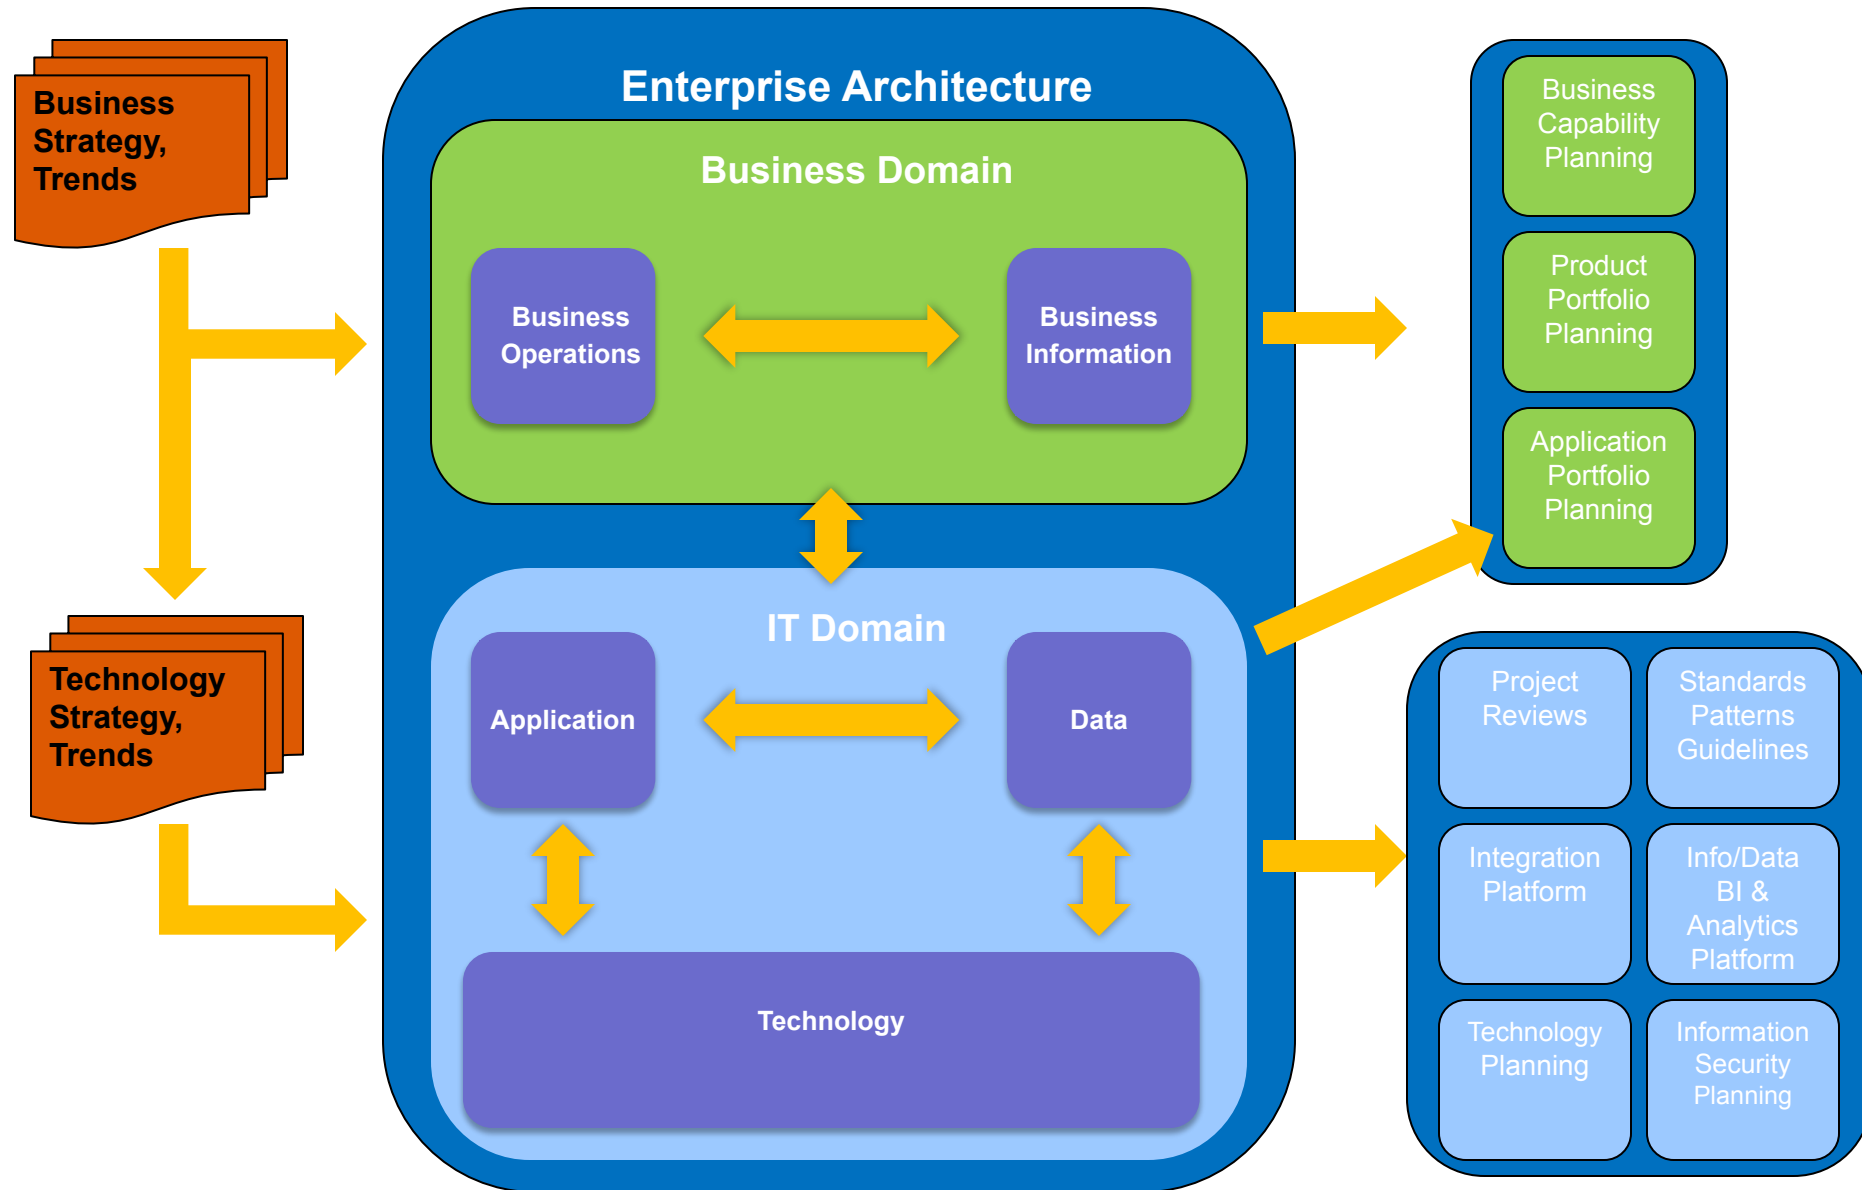 Business
Strategy,
Trends
Technology
Strategy,
Trends
Enterprise Architecture
Business Domain
Business
Operations
Business
Information
IT Domain
Application
Data
Technology
Business
Capability
Planning
Product
Portfolio
Planning
Application
Portfolio
Planning
Project
Reviews
Standards
Patterns
Guidelines
Integration
Platform
Info/Data
BI &
Analytics
Platform
Technology
Planning
Information
Security
Planning